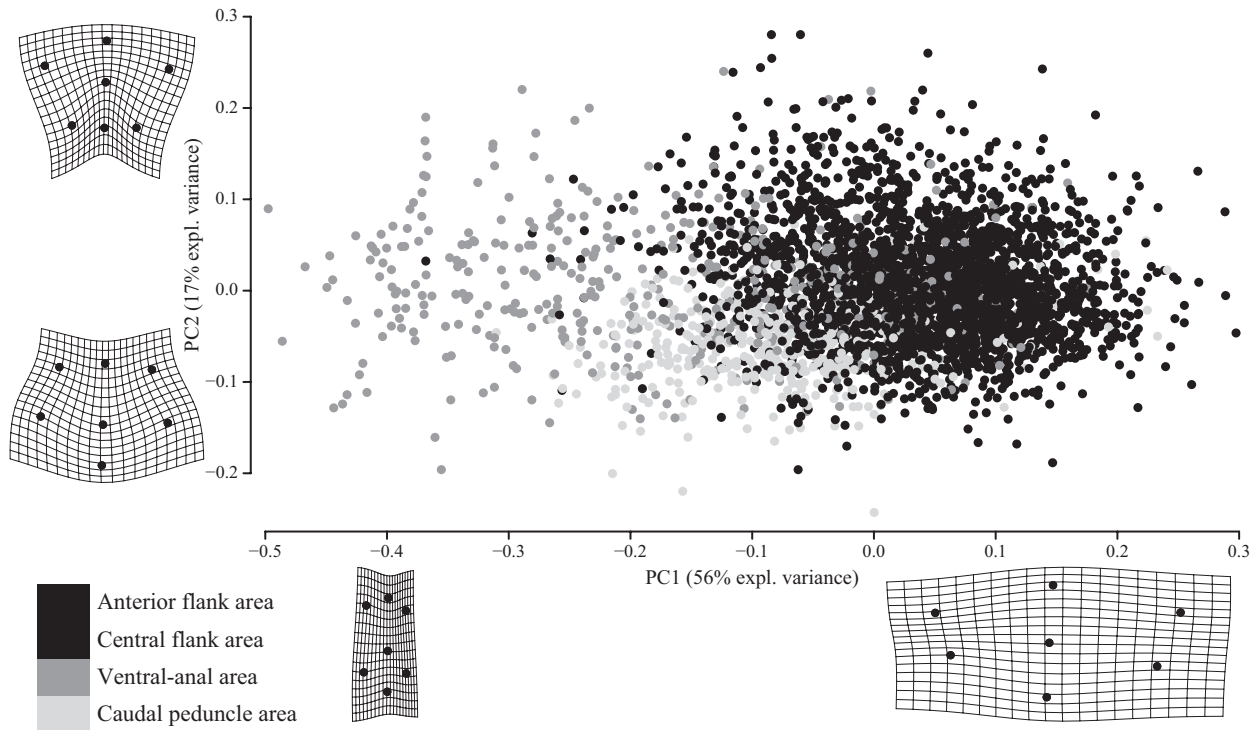 0.3
0.2
0.1
0.0
−0.1
−0.2
PC2 (17% expl. variance)
−0.5
−0.4
−0.3
−0.2
−0.1
0.0
0.1
0.2
0.3
PC1 (56% expl. variance)
Anterior flank area
Central flank area
Ventral-anal area
Caudal peduncle area